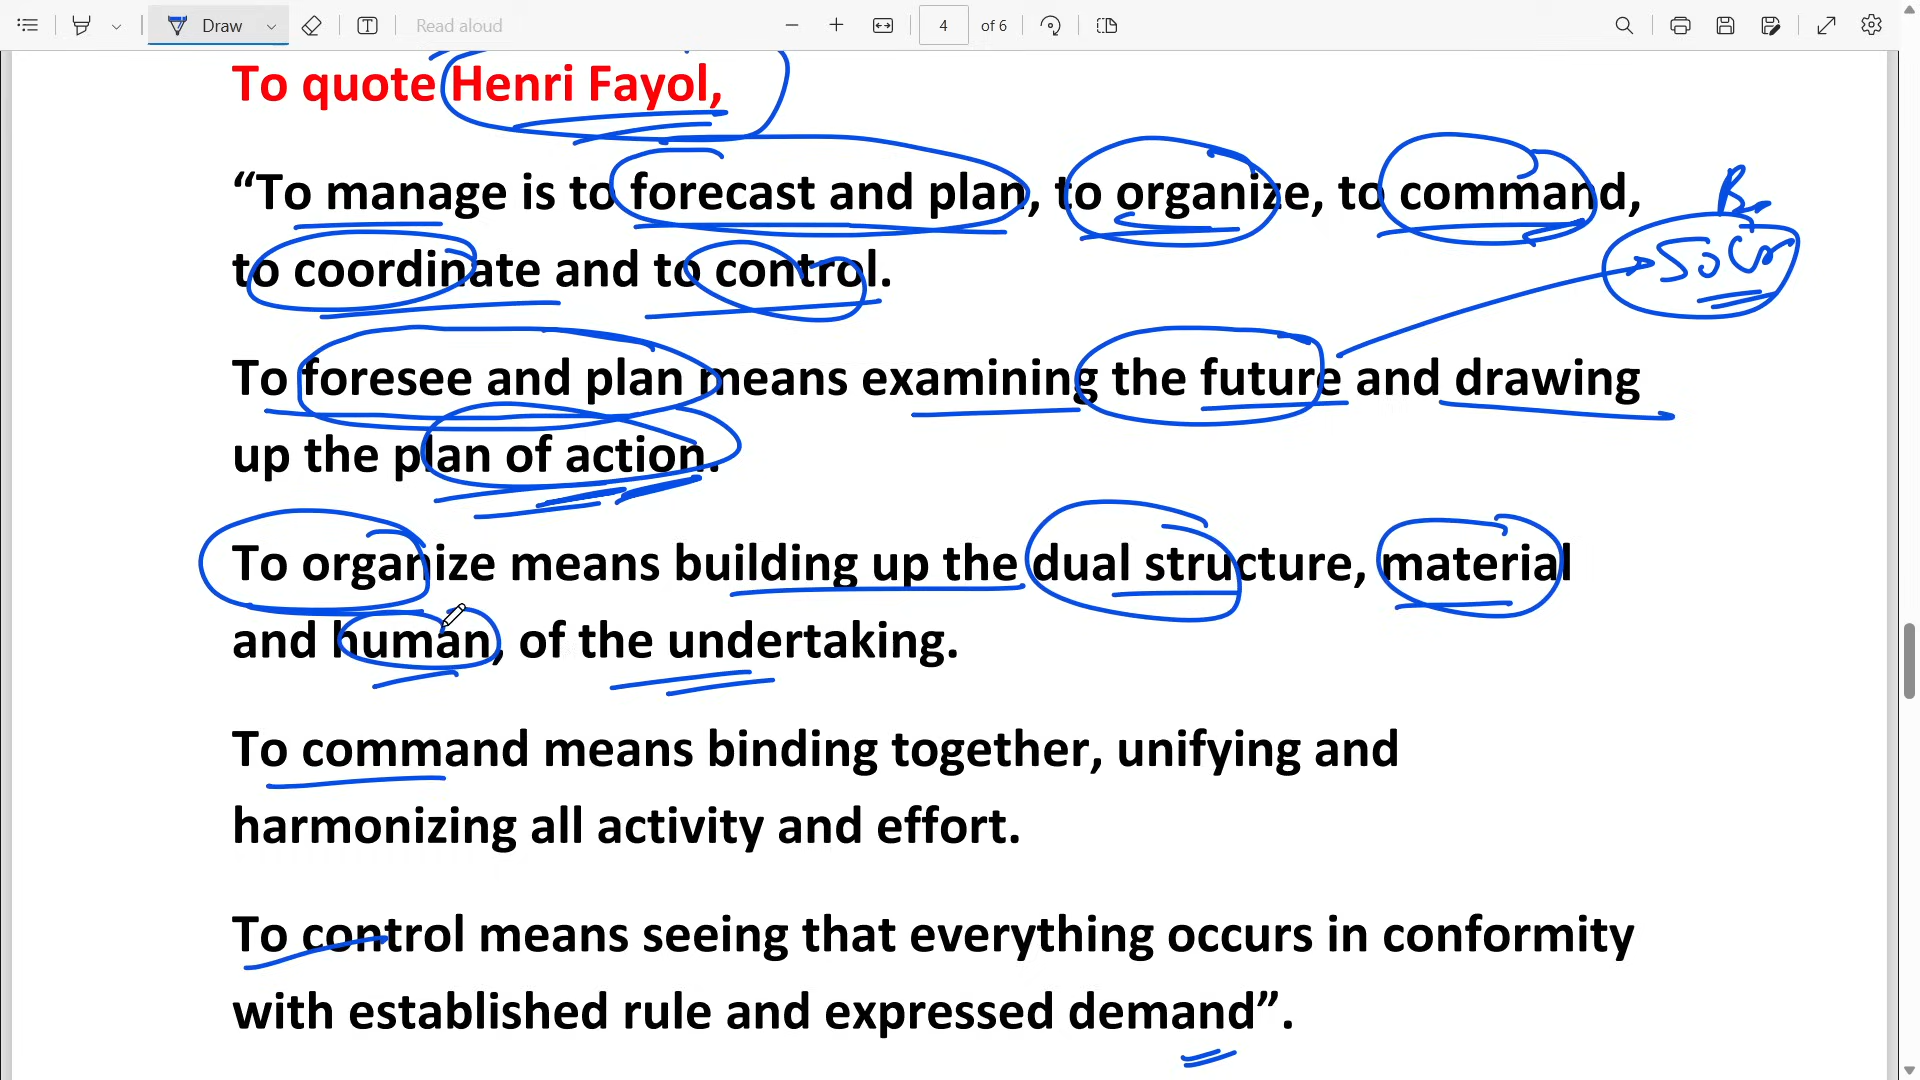 Draw
Read aloud
4 of 6
To quote Henri Fayol,
“To manage is to forecast and plan, to organize, to command,
to coordinate and to control.
50 Cr
To foresee and plan means examining the future and drawing
up the plan of action.
To organize means building up the dual structure, material
and human, of the undertaking.
To command means binding together, unifying and
harmonizing all activity and effort.
To control means seeing that everything occurs in conformity
with established rule and expressed demand”.